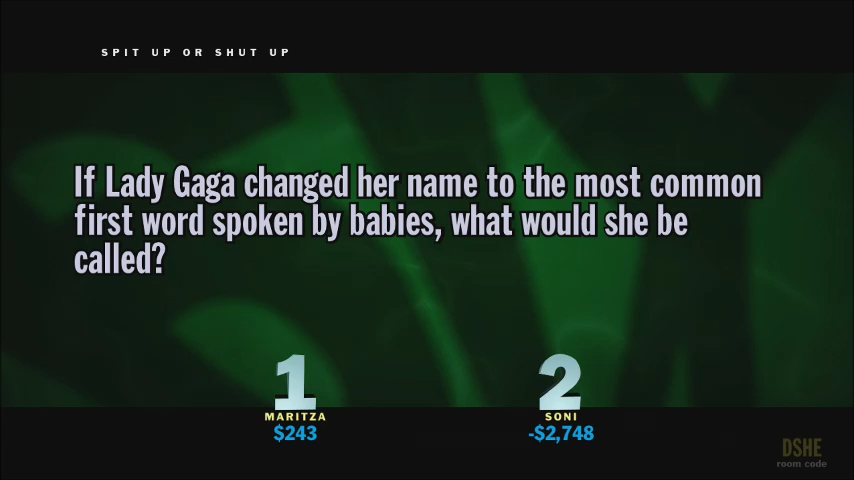 SPIT UP OR SHUT UP
If Lady Gaga changed her name to the most common
first word spoken by babies, what would she be
called?
1 2
MARITZA SONI
$243 -$2,748
DSHE
room code